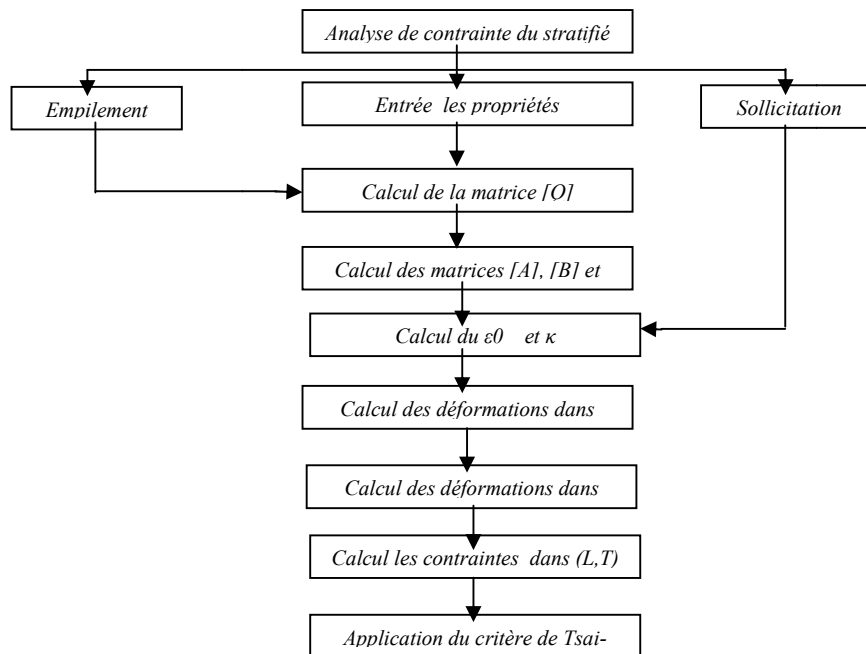 Analyse de contrainte du stratifié
Empilement
Entrée les propriétés
Sollicitation
Calcul de la matrice [Q]
Calcul des matrices [A], [B] et
Calcul du ε0 et κ
Calcul des déformations dans
Calcul des déformations dans
Calcul les contraintes dans (L,T)
Application du critère de Tsai-